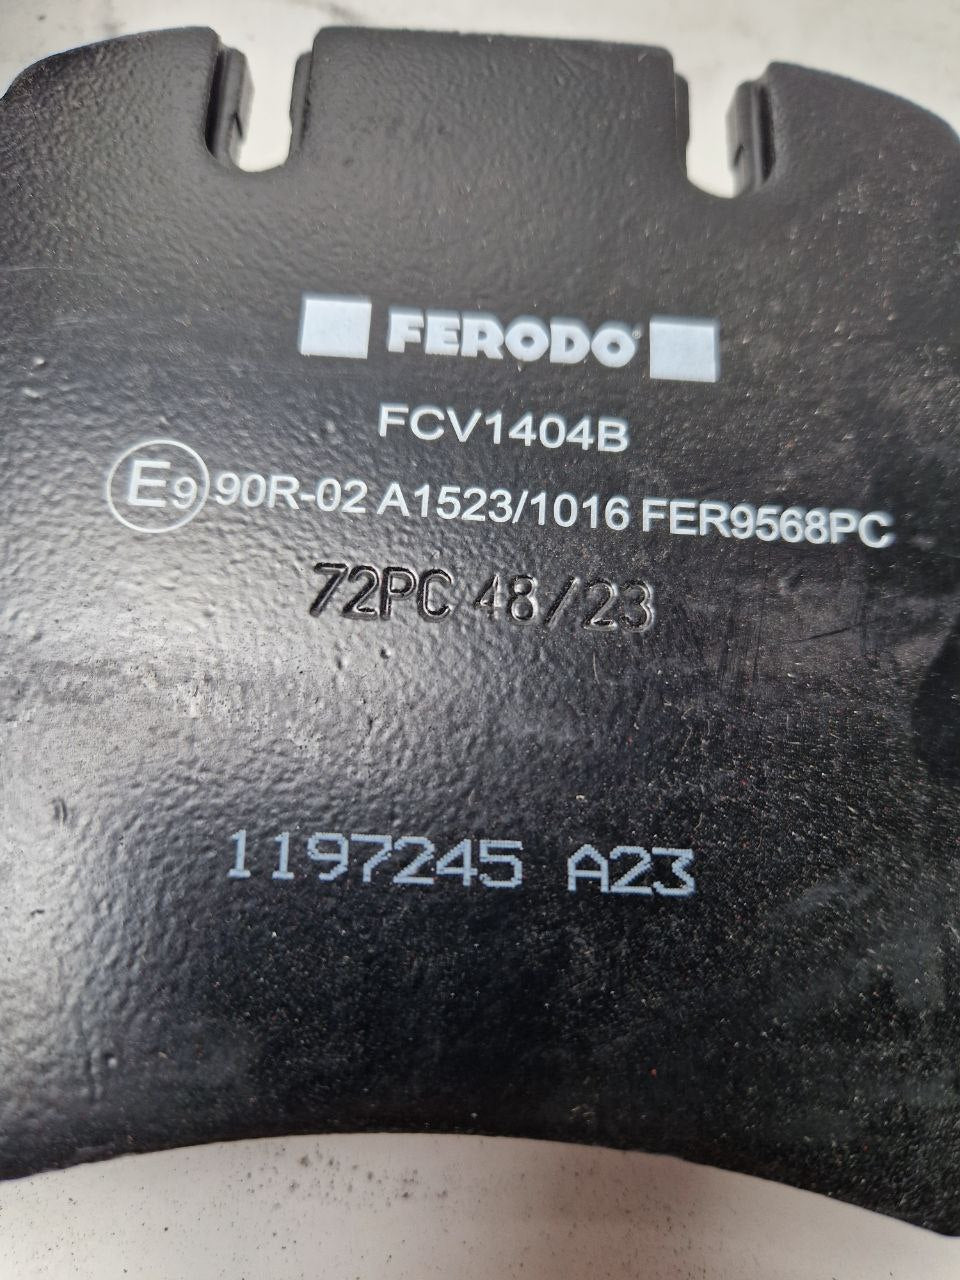 FERODO®
FCV1404B
E9 90R-02 A1523/1016 FER9568PC
72PC 48/23
1197245 A23